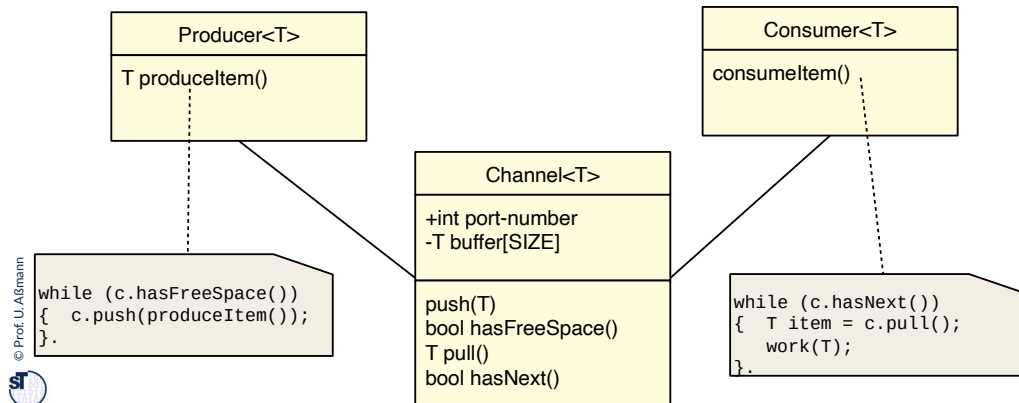 Producer<T>
T produceItem()
Consumer<T>
consumeItem()
Channel<T>
+int port-number
-T buffer[SIZE]
push(T)
bool hasFreeSpace()
T pull()
bool hasNext()
while (c.hasFreeSpace())
{  c.push(produceItem());
}.
while (c.hasNext())
{  T item = c.pull();
   work(T);
}.
© Prof. U. Aßmann
ST